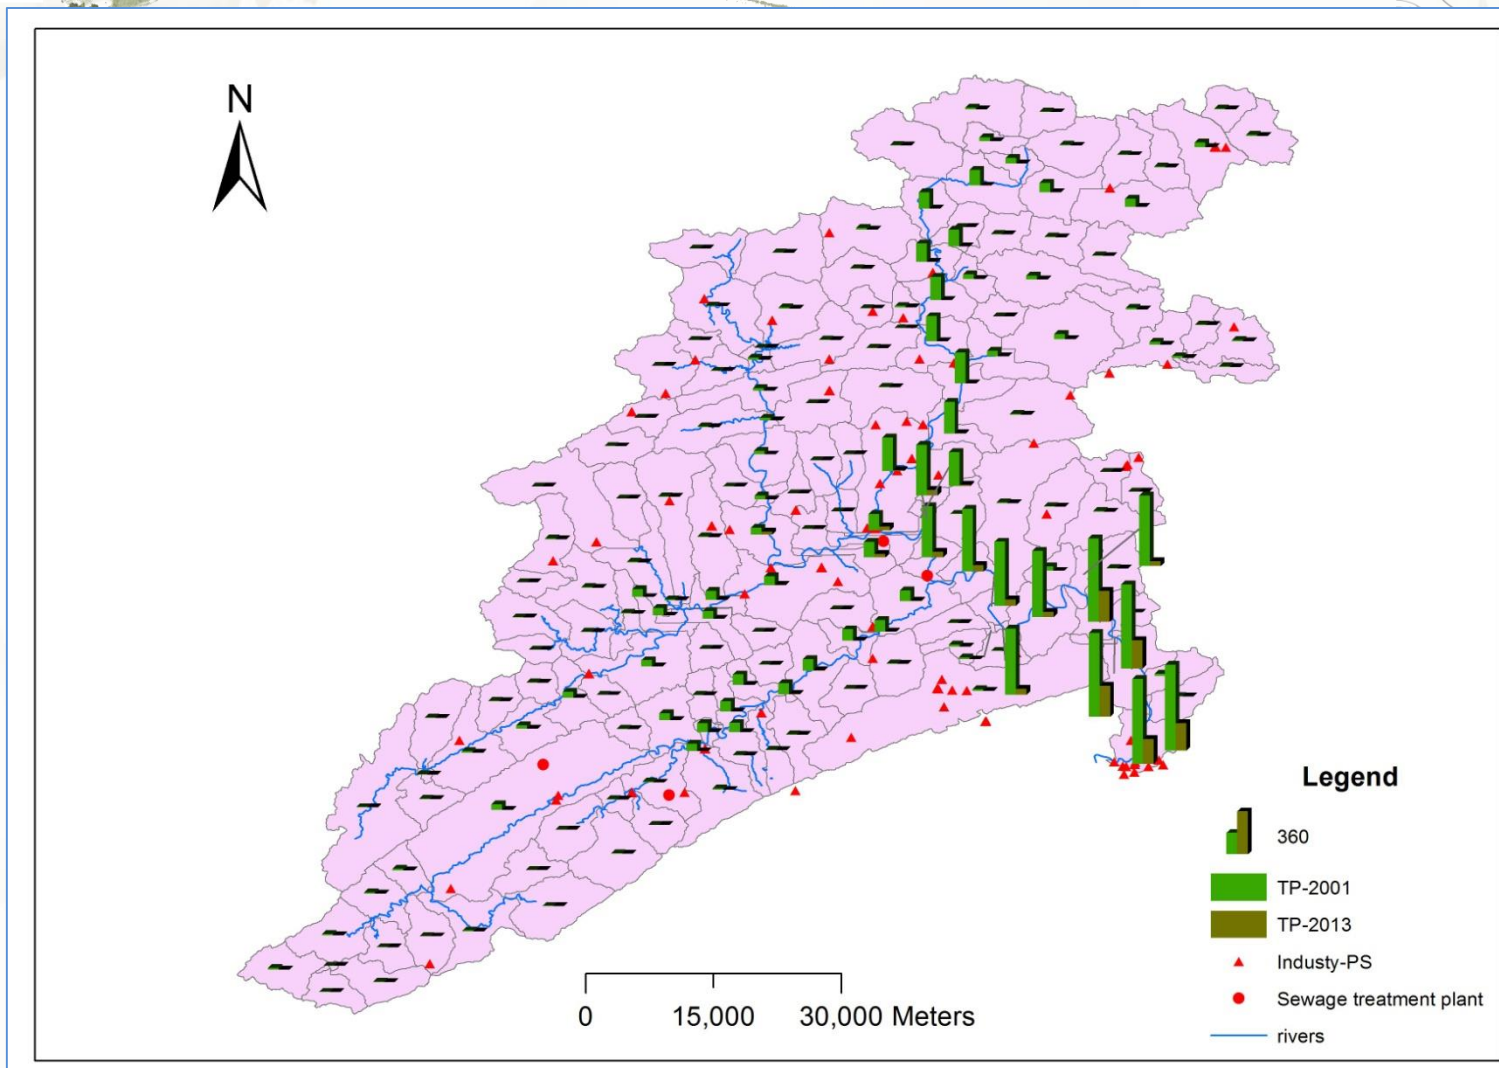 N
Legend
360
TP-2001
TP-2013
Industy-PS
Sewage treatment plant
rivers
0 15,000 30,000 Meters